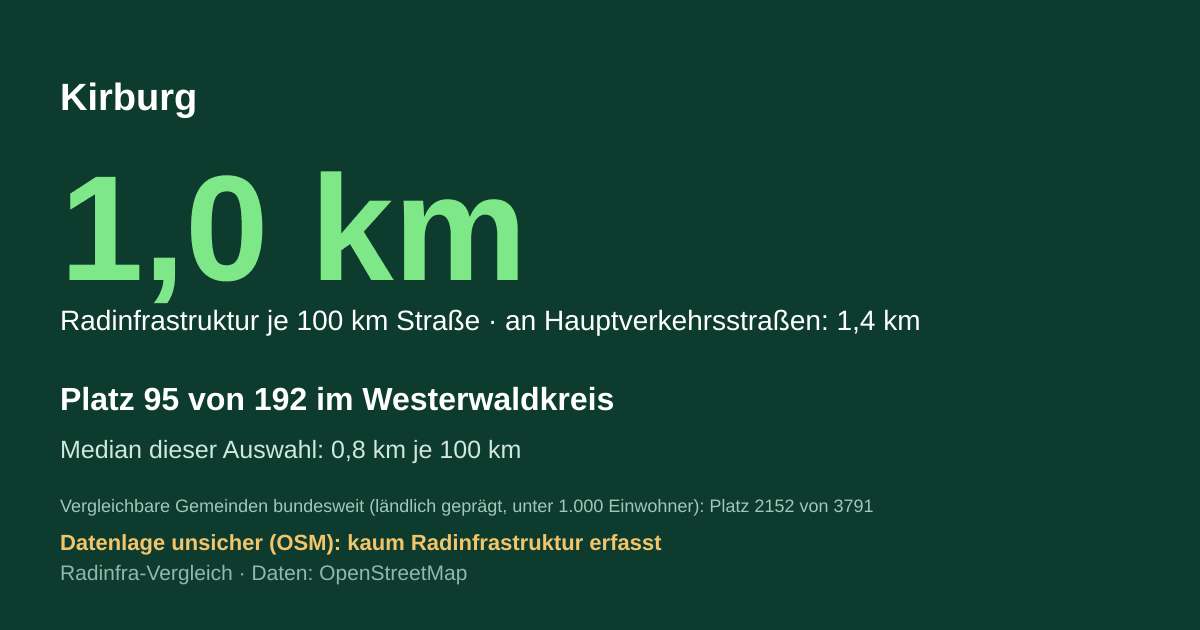 Kirburg
1,0 km
Radinfrastruktur je 100 km Straße · an Hauptverkehrsstraßen: 1,4 km
Platz 95 von 192 im Westerwaldkreis
Median dieser Auswahl: 0,8 km je 100 km
Vergleichbare Gemeinden bundesweit (ländlich geprägt, unter 1.000 Einwohner): Platz 2152 von 3791
Datenlage unsicher (OSM): kaum Radinfrastruktur erfasst
Radinfra-Vergleich · Daten: OpenStreetMap